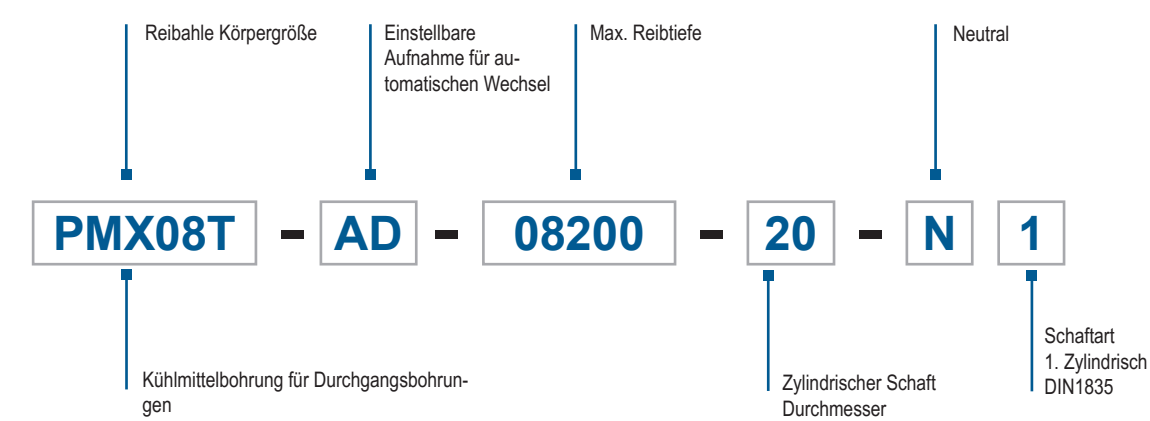 Reibahle Körpergröße
Einstellbare
Aufnahme für au-
tomatischen Wechsel
Max. Reibtiefe
Neutral
PMX08T - AD - 08200 - 20 - N 1
Kühlmittelbohrung für Durchgangsbohrun-
gen
Zylindrischer Schaft
Durchmesser
Schaftart
1. Zylindrisch
DIN1835